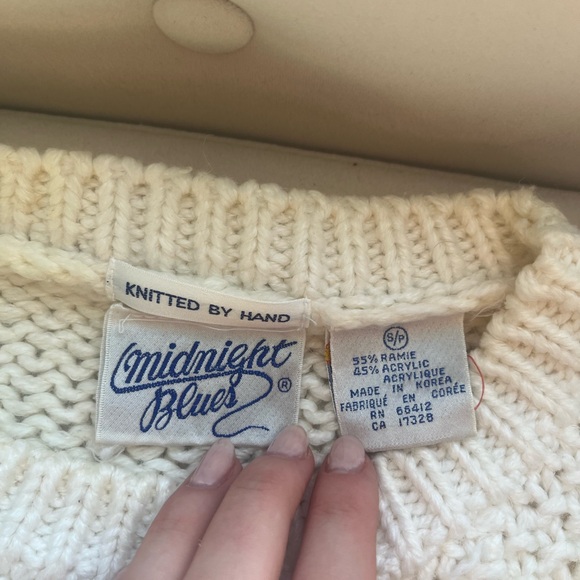 KNITTED BY HAND
midnight
Blues ®
S/P
55% RAMIE
45% ACRYLIC
ACRYLIQUE
MADE IN KOREA
FABRIQUÉ EN CORÉE
RN 66412
CA 17328